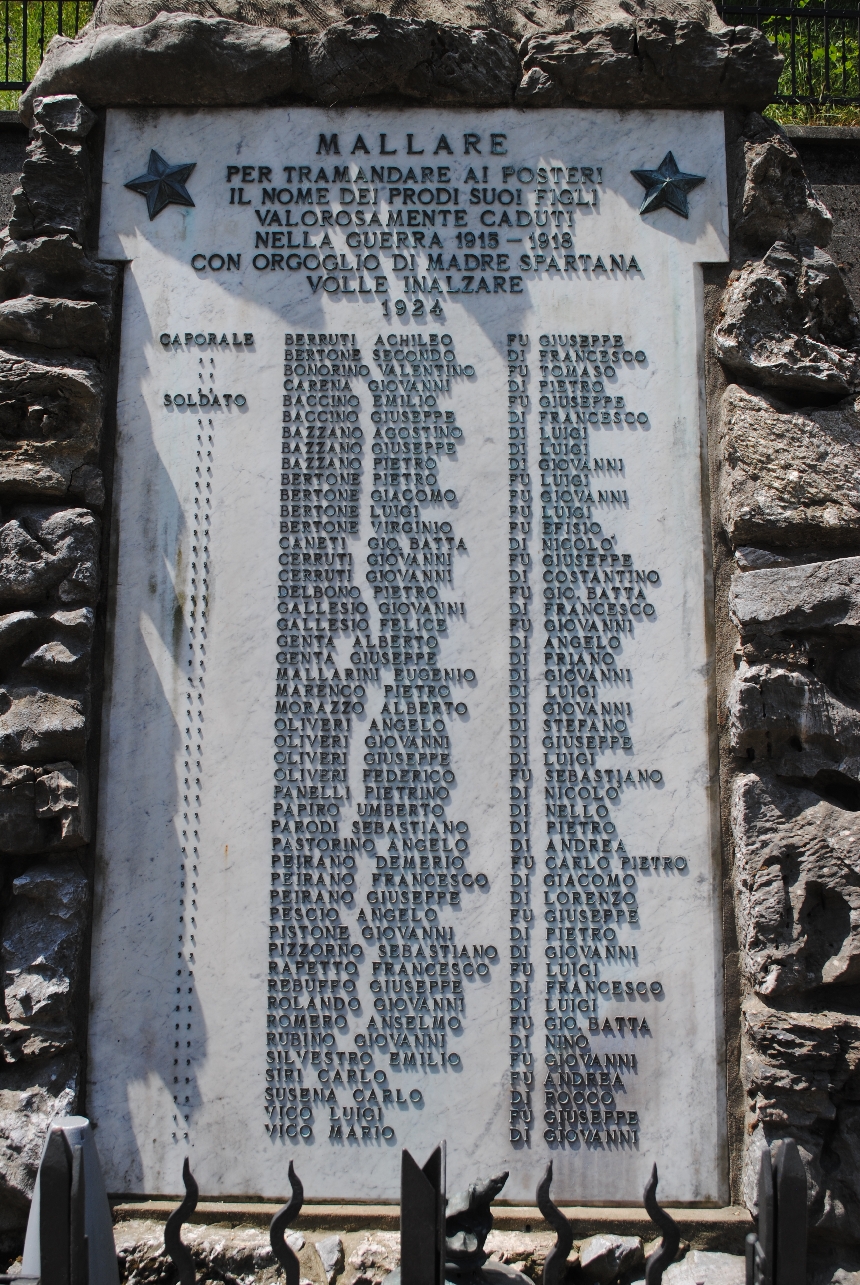 MALLARE
PER TRAMANDARE AI POSTERI
IL NOME DEI PRODI SUOI FIGLI
VALOROSAMENTE CADUTI
NELLA GUERRA 1915 – 1918
CON ORGOGLIO DI MADRE SPARTANA
VOLLE INALZARE
1924
CAPORALE BERRUTI ACHILEO FU GIUSEPPE
,, BERTONE SECONDO DI FRANCESCO
,, BONORINO VALENTINO FU TOMASO
,, CARENA GIOVANNI DI PIETRO
SOLDATO BACCINO EMILIO FU GIUSEPPE
,, BACCINO GIUSEPPE DI FRANCESCO
,, BAZZANO AGOSTINO DI LUIGI
,, BAZZANO GIUSEPPE DI LUIGI
,, BAZZANO PIETRO DI GIOVANNI
,, BERTONE PIETRO FU LUIGI
,, BERTONE GIACOMO FU GIOVANNI
,, BERTONE LUIGI FU LUIGI
,, BERTONE VIRGINIO FU EFISIO
,, CANETI GIO. BATTA DI NICOLO'
,, CERRUTI GIOVANNI FU GIUSEPPE
,, CERRUTI GIOVANNI DI COSTANTINO
,, DELBONO PIETRO FU GIO. BATTA
,, GALLESIO GIOVANNI DI FRANCESCO
,, GALLESIO FELICE FU GIOVANNI
,, GENTA ALBERTO DI ANGELO
,, GENTA GIUSEPPE DI FRIANO
,, MALLARINI EUGENIO DI GIOVANNI
,, MARENCO PIETRO DI LUIGI
,, MORAZZO ALBERTO DI GIOVANNI
,, OLIVERI ANGELO DI STEFANO
,, OLIVERI GIOVANNI DI GIUSEPPE
,, OLIVERI GIUSEPPE DI LUIGI
,, OLIVERI FEDERICO FU SEBASTIANO
,, PANELLI PIETRINO DI NICOLO'
,, PAPIRO UMBERTO DI NELLO
,, PARODI SEBASTIANO DI PIETRO
,, PASTORINO ANGELO DI ANDREA
,, PEIRANO DEMERIO FU CARLO PIETRO
,, PEIRANO FRANCESCO DI GIACOMO
,, PEIRANO GIUSEPPE DI LORENZO
,, PESCIO ANGELO FU GIUSEPPE
,, PISTONE GIOVANNI DI PIETRO
,, PIZZORNO SEBASTIANO DI GIOVANNI
,, RAPETTO FRANCESCO FU LUIGI
,, REBUFFO GIUSEPPE DI FRANCESCO
,, ROLANDO GIOVANNI DI LUIGI
,, ROMERO ANSELMO FU GIO. BATTA
,, RUBINO GIOVANNI DI NINO
,, SILVESTRO EMILIO FU GIOVANNI
,, SIRI CARLO FU ANDREA
,, SUSENA CARLO DI ROCCO
,, VICO LUIGI FU GIUSEPPE
,, VICO MARIO DI GIOVANNI